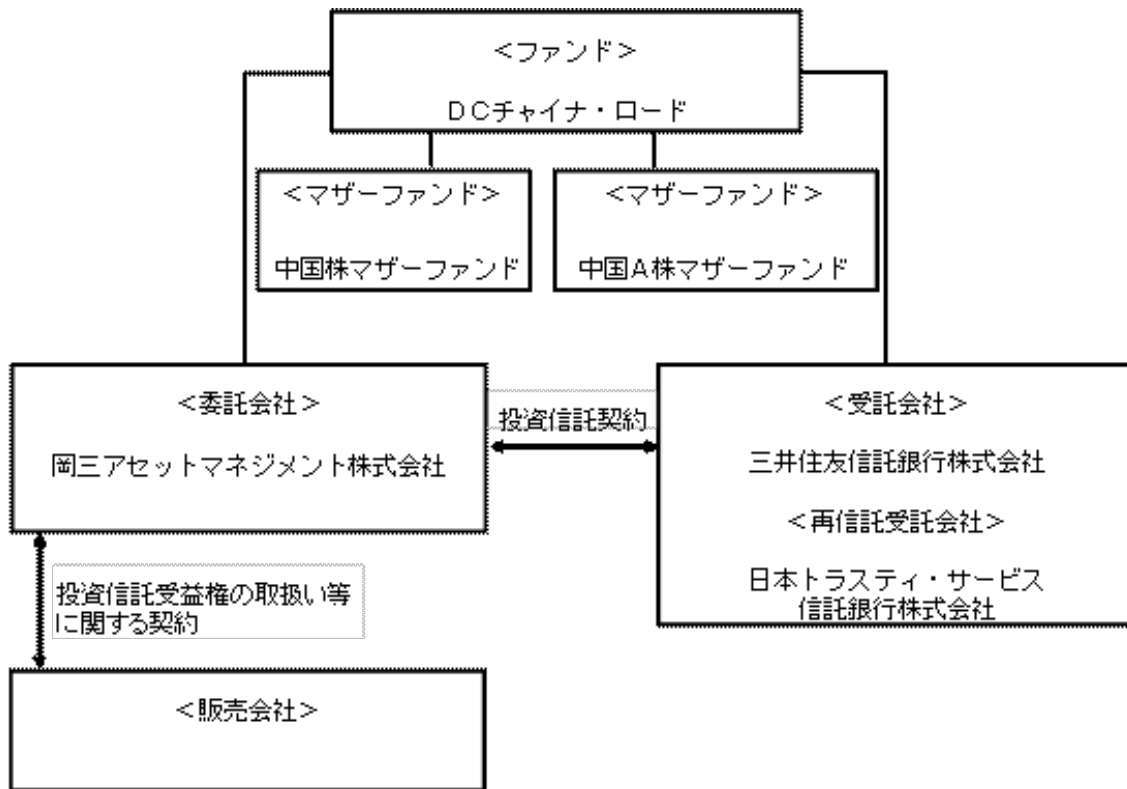 ＜ファンド＞
ＤＣチャイナ・ロード
＜マザーファンド＞
中国株マザーファンド
＜マザーファンド＞
中国Ａ株マザーファンド
＜委託会社＞
岡三アセットマネジメント株式会社
投資信託契約
＜受託会社＞
三井住友信託銀行株式会社
＜再信託受託会社＞
日本トラスティ・サービス
信託銀行株式会社
投資信託受益権の取扱い等
に関する契約
＜販売会社＞